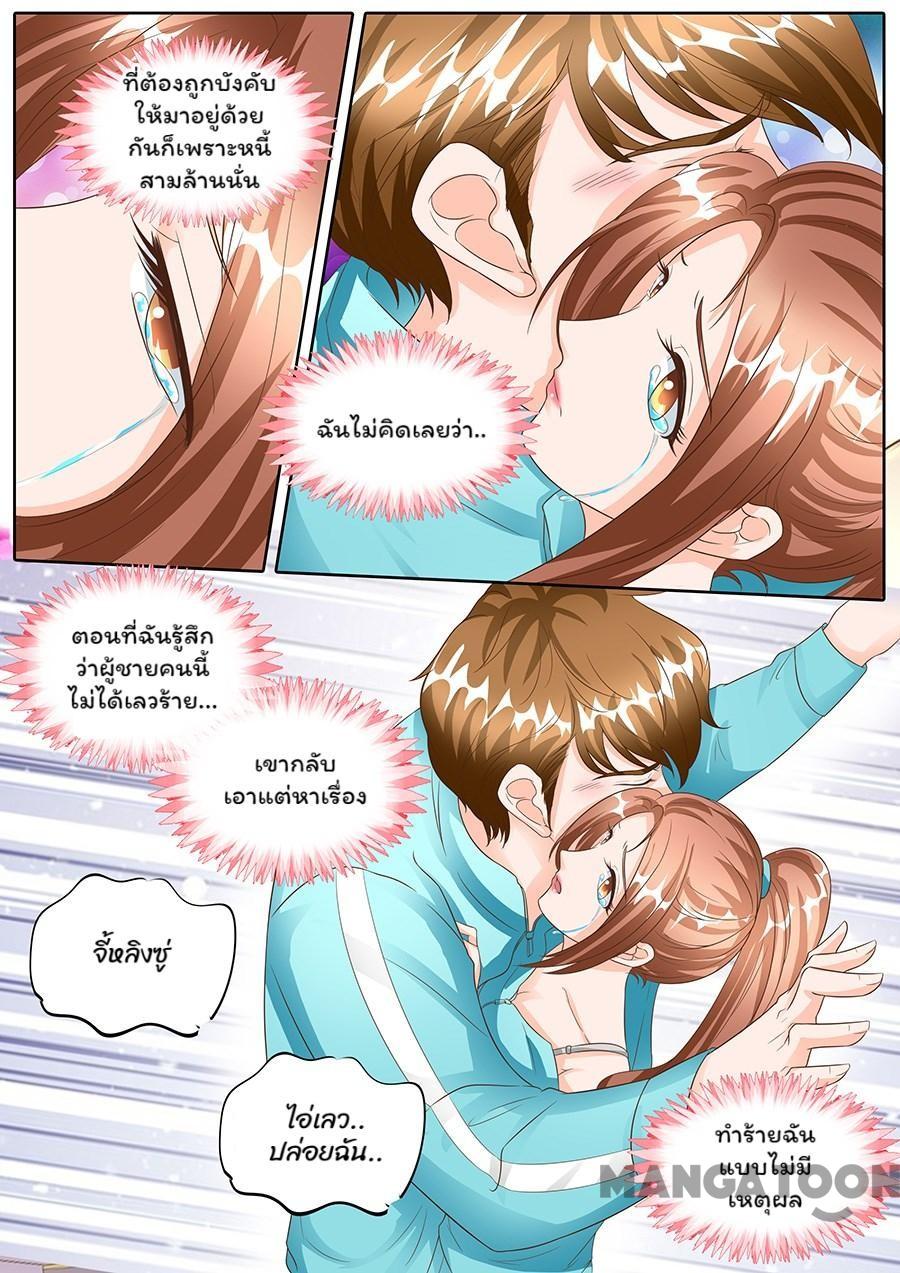 ที่ต้องถูกบังคับ
ให้มาอยู่ด้วย
กันก็เพราะหนี้
สามล้านนั่น
ฉันไม่คิดเลยว่า..
ตอนที่ฉันรู้สึก
ว่าผู้ชายคนนี้
ไม่ได้เลวร้าย...
เขากลับ
เอาแต่หาเรื่อง
จี้หลิงซู่
ไอ่เลว..
ปล่อยฉัน..
ทำร้ายฉัน
แบบไม่มี
เหตุผล
MANGATOON